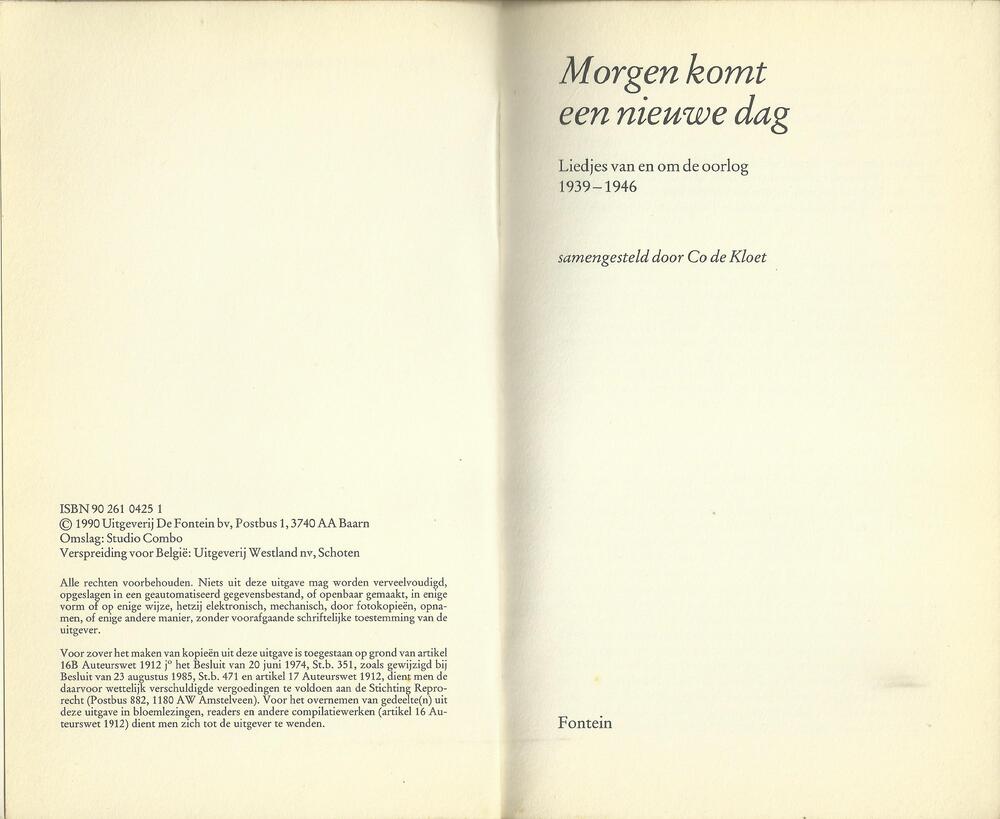 ISBN 90 261 0425 1
© 1990 Uitgeverij De Fontein bv, Postbus 1, 3740 AA Baarn
Omslag: Studio Combo
Verspreiding voor België: Uitgeverij Westland nv, Schoten
Alle rechten voorbehouden. Niets uit deze uitgave mag worden verveelvoudigd,
opgeslagen in een geautomatiseerd gegevensbestand, of openbaar gemaakt, in enige
vorm of op enige wijze, hetzij elektronisch, mechanisch, door fotokopieën, opna-
men, of enige andere manier, zonder voorafgaande schriftelijke toestemming van de
uitgever.
Voor zover het maken van kopieën uit deze uitgave is toegestaan op grond van artikel
16B Auteurswet 1912 jº het Besluit van 20 juni 1974, St.b. 351, zoals gewijzigd bij
Besluit van 23 augustus 1985, St.b. 471 en artikel 17 Auteurswet 1912, dient men de
daarvoor wettelijk verschuldigde vergoedingen te voldoen aan de Stichting Repro-
recht (Postbus 882, 1180 AW Amstelveen). Voor het overnemen van gedeelte(n) uit
deze uitgave in bloemlezingen, readers en andere compilatiewerken (artikel 16 Au-
teurswet 1912) dient men zich tot de uitgever te wenden.
Morgen komt
een nieuwe dag
Liedjes van en om de oorlog
1939–1946
samengesteld door Co de Kloet
Fontein